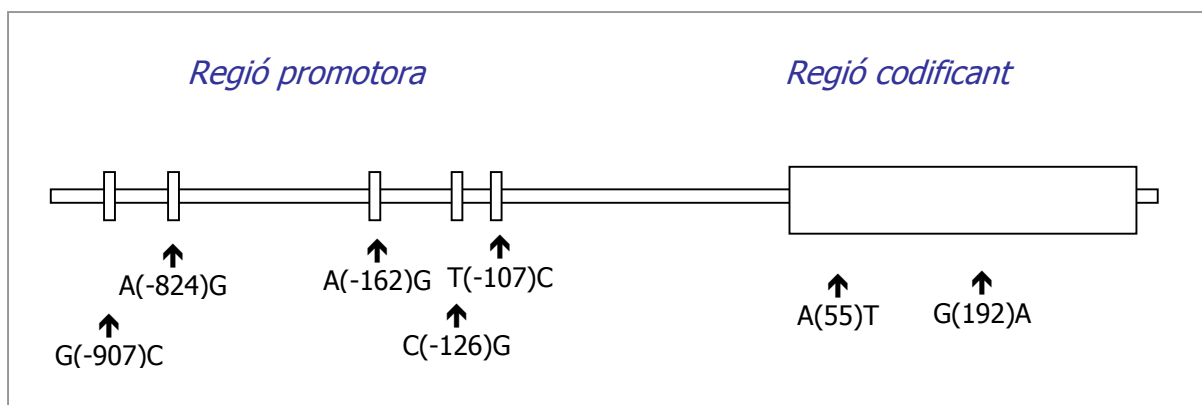 Regió promotora
Regió codificant
A(-824)G
A(-162)G
T(-107)C
A(55)T
G(192)A
G(-907)C
C(-126)G